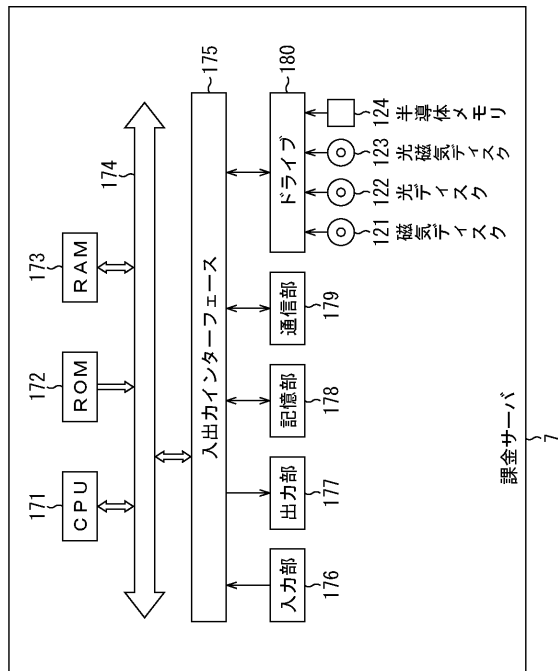 171
CPU
172
ROM
173
RAM
174
175
入出力インターフェース
入力部
176
出力部
177
記憶部
178
通信部
179
180
ドライブ
121
磁気ディスク
122
光ディスク
123
光磁気ディスク
124
半導体メモリ
課金サーバ
7